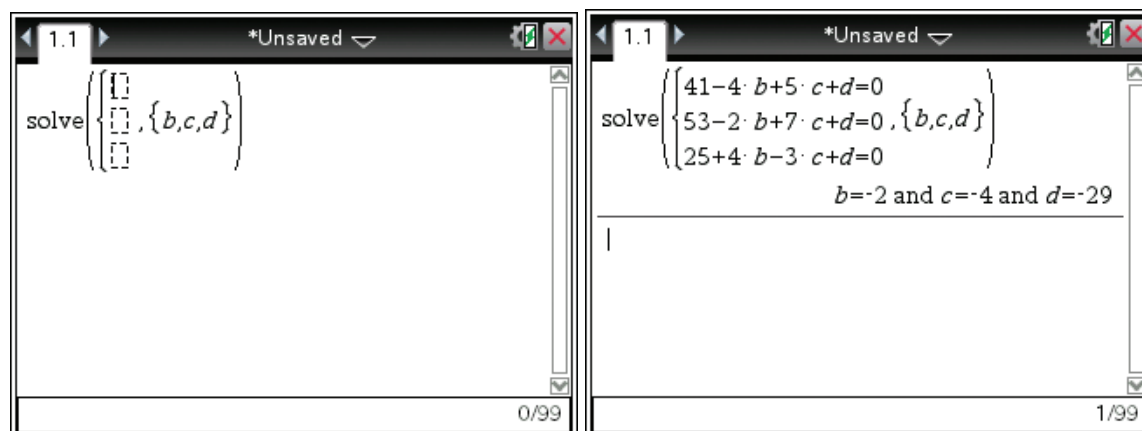 1.1 *Unsaved
solve({ ,{b,c,d})
0/99
1.1 *Unsaved
solve({41-4·b+5·c+d=0
53-2·b+7·c+d=0 ,{b,c,d})
25+4·b-3·c+d=0
b=-2 and c=-4 and d=-29
1/99